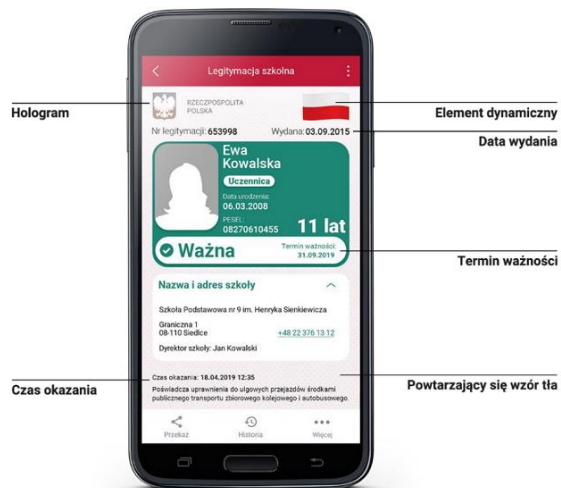 Legitymacja szkolna
RZECZPOSPOLITA
POLSKA
Hologram
Element dynamiczny
Nr legitymacji: 653998 Wydana: 03.09.2015
Data wydania
Ewa
Kowalska
Uczennica
Data urodzenia:
06.03.2008
PESEL:
08270610455
11 lat
Ważna
Termin ważności:
31.09.2019
Termin ważności
Nazwa i adres szkoły
Szkoła Podstawowa nr 9 im. Henryka Sienkiewicza
Graniczna 1
08-110 Siedlce +48 22 376 13 12
Dyrektor szkoły: Jan Kowalski
Czas okazania: 18.04.2019 12:35
Czas okazania
Powtarzający się wzór tła
Poświadcza uprawnienia do ulgowych przejazdów środkami
publicznego transportu zbiorowego kolejowego i autobusowego.
Przekaż Historia Więcej